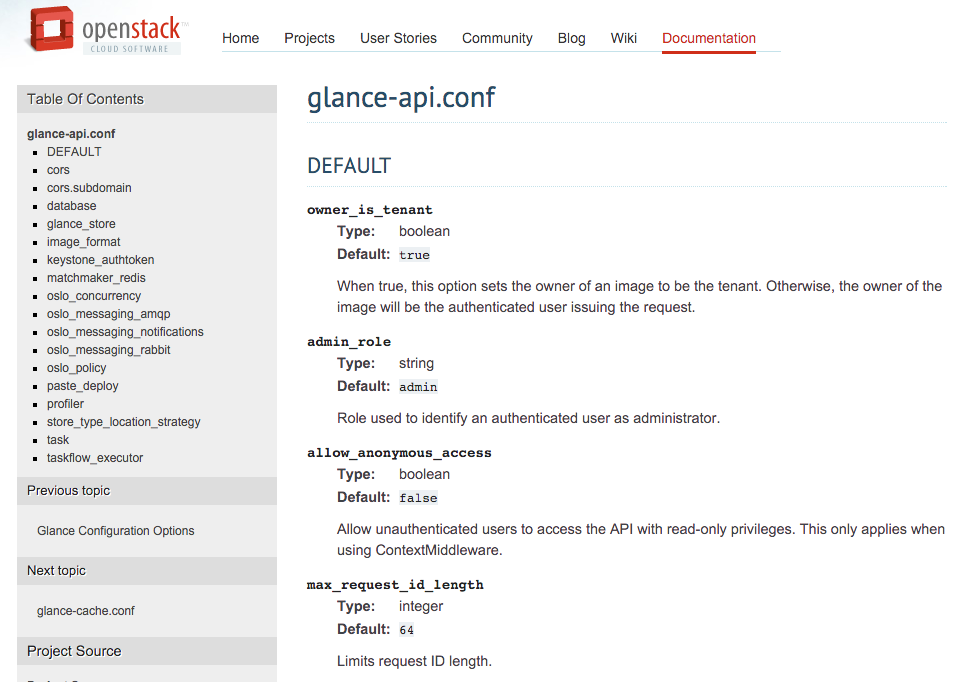 openstack™
CLOUD SOFTWARE
Home Projects User Stories Community Blog Wiki Documentation
Table Of Contents
glance-api.conf
DEFAULT
cors
cors.subdomain
database
glance_store
image_format
keystone_authtoken
matchmaker_redis
oslo_concurrency
oslo_messaging_amqp
oslo_messaging_notifications
oslo_messaging_rabbit
oslo_policy
paste_deploy
profiler
store_type_location_strategy
task
taskflow_executor
Previous topic
Glance Configuration Options
Next topic
glance-cache.conf
Project Source
glance-api.conf
DEFAULT
owner_is_tenant
Type: boolean
Default: true
When true, this option sets the owner of an image to be the tenant. Otherwise, the owner of the
image will be the authenticated user issuing the request.
admin_role
Type: string
Default: admin
Role used to identify an authenticated user as administrator.
allow_anonymous_access
Type: boolean
Default: false
Allow unauthenticated users to access the API with read-only privileges. This only applies when
using ContextMiddleware.
max_request_id_length
Type: integer
Default: 64
Limits request ID length.